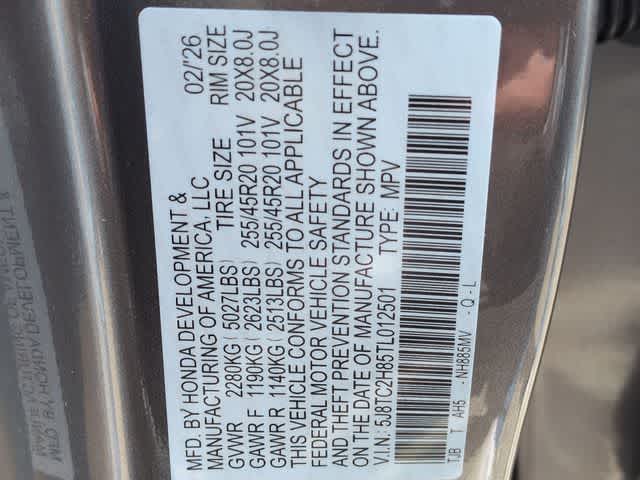 MFD. BY HONDA DEVELOPMENT & 02/'26
MANUFACTURING OF AMERICA, LLC
TIRE SIZE RIM SIZE
GVWR 2280KG (5027LBS)
GAWR F 1190KG (2623LBS) 255/45R20 101V 20X8.0J
GAWR R 1140KG (2513LBS) 255/45R20 101V 20X8.0J
THIS VEHICLE CONFORMS TO ALL APPLICABLE
FEDERAL MOTOR VEHICLE SAFETY
AND THEFT PREVENTION STANDARDS IN EFFECT
ON THE DATE OF MANUFACTURE SHOWN ABOVE.
V.I.N: 5J8TC2H85TL012501 TYPE: MPV
TJB T AH5 - NH885MV - Q - L